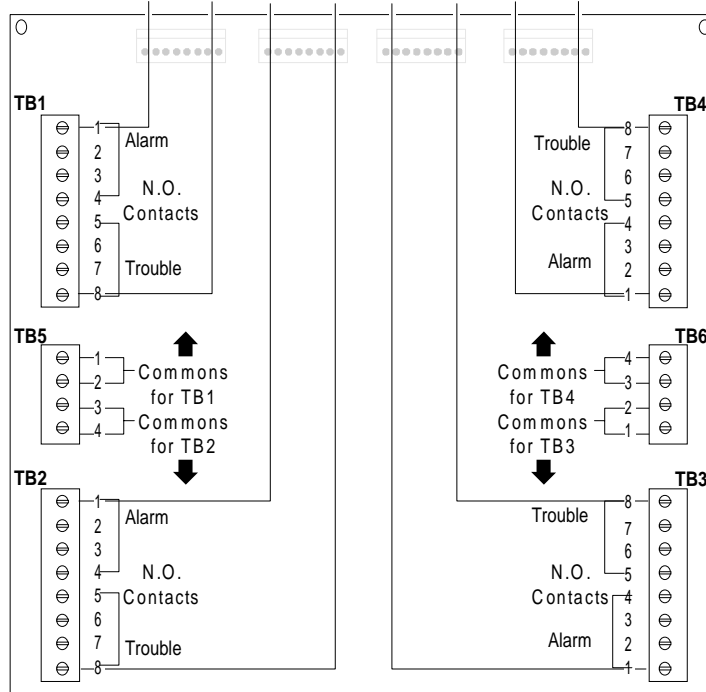 TB1
1
Alarm
2
3
4
N.O.
Contacts
5
6
7
Trouble
8
TB5
1
2
Commons
for TB1
3
4
Commons
for TB2
TB2
1
Alarm
2
3
4
N.O.
Contacts
5
6
7
Trouble
8
TB4
8
Trouble
7
6
5
N.O.
Contacts
4
3
Alarm
2
1
TB6
4
3
Commons
for TB4
2
1
Commons
for TB3
TB3
8
Trouble
7
6
5
N.O.
Contacts
4
3
Alarm
2
1